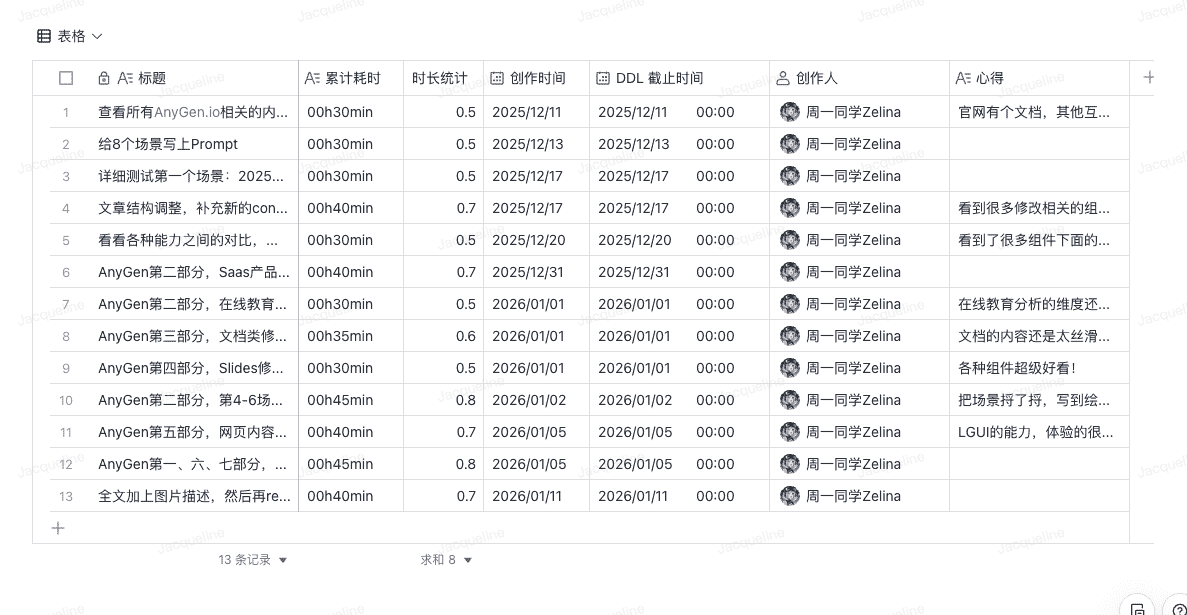 表格
标题 累计耗时 时长统计 创作时间 DDL 截止时间 创作人 心得
1 查看所有AnyGen.io相关的内... 00h30min 0.5 2025/12/11 2025/12/11 00:00 周一同学Zelina 官网有个文档，其他互...
2 给8个场景写上Prompt 00h30min 0.5 2025/12/13 2025/12/13 00:00 周一同学Zelina
3 详细测试第一个场景：2025... 00h30min 0.5 2025/12/17 2025/12/17 00:00 周一同学Zelina
4 文章结构调整，补充新的con... 00h40min 0.7 2025/12/17 2025/12/17 00:00 周一同学Zelina 看到很多修改相关的组...
5 看看各种能力之间的对比，... 00h30min 0.5 2025/12/20 2025/12/20 00:00 周一同学Zelina 看到了很多组件下面的...
6 AnyGen第二部分，Saas产品... 00h40min 0.7 2025/12/31 2025/12/31 00:00 周一同学Zelina
7 AnyGen第二部分，在线教育... 00h30min 0.5 2026/01/01 2026/01/01 00:00 周一同学Zelina 在线教育分析的维度还...
8 AnyGen第三部分，文档类修... 00h35min 0.6 2026/01/01 2026/01/01 00:00 周一同学Zelina 文档的内容还是太丝滑...
9 AnyGen第四部分，Slides修... 00h30min 0.5 2026/01/01 2026/01/01 00:00 周一同学Zelina 各种组件超级好看！
10 AnyGen第二部分，第4-6场... 00h45min 0.8 2026/01/02 2026/01/02 00:00 周一同学Zelina 把场景捋了捋，写到绘...
11 AnyGen第五部分，网页内容... 00h40min 0.7 2026/01/05 2026/01/05 00:00 周一同学Zelina LGUI的能力，体验的很...
12 AnyGen第一、六、七部分，... 00h45min 0.8 2026/01/05 2026/01/05 00:00 周一同学Zelina
13 全文加上图片描述，然后再re... 00h40min 0.7 2026/01/11 2026/01/11 00:00 周一同学Zelina
13 条记录 求和 8
Jacqueline